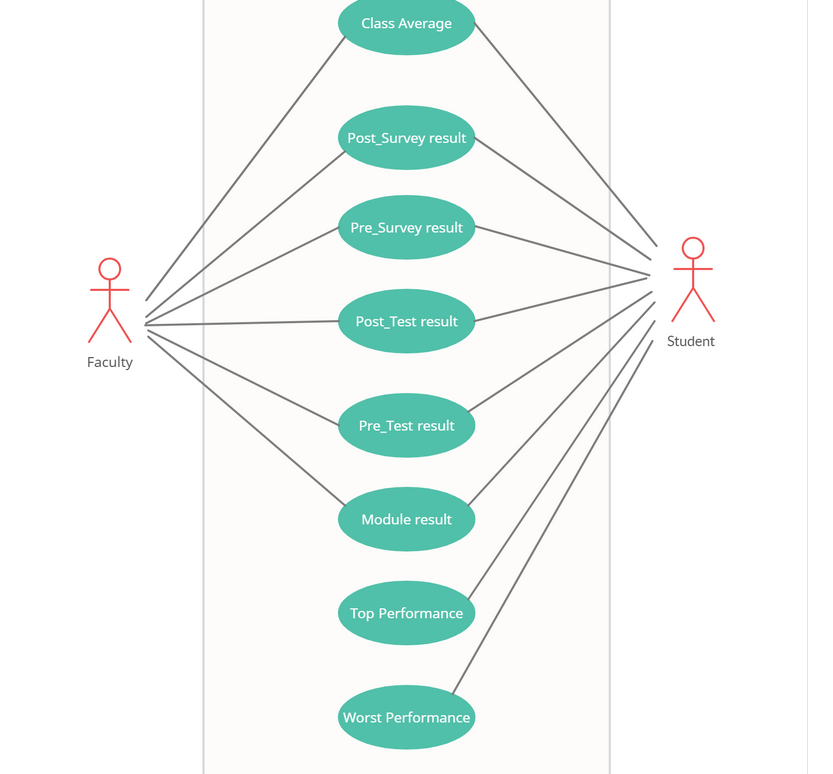 Class Average
Post_Survey result
Pre_Survey result
Post_Test result
Student
Faculty
Pre_Test result
Module result
Top Performance
Worst Performance